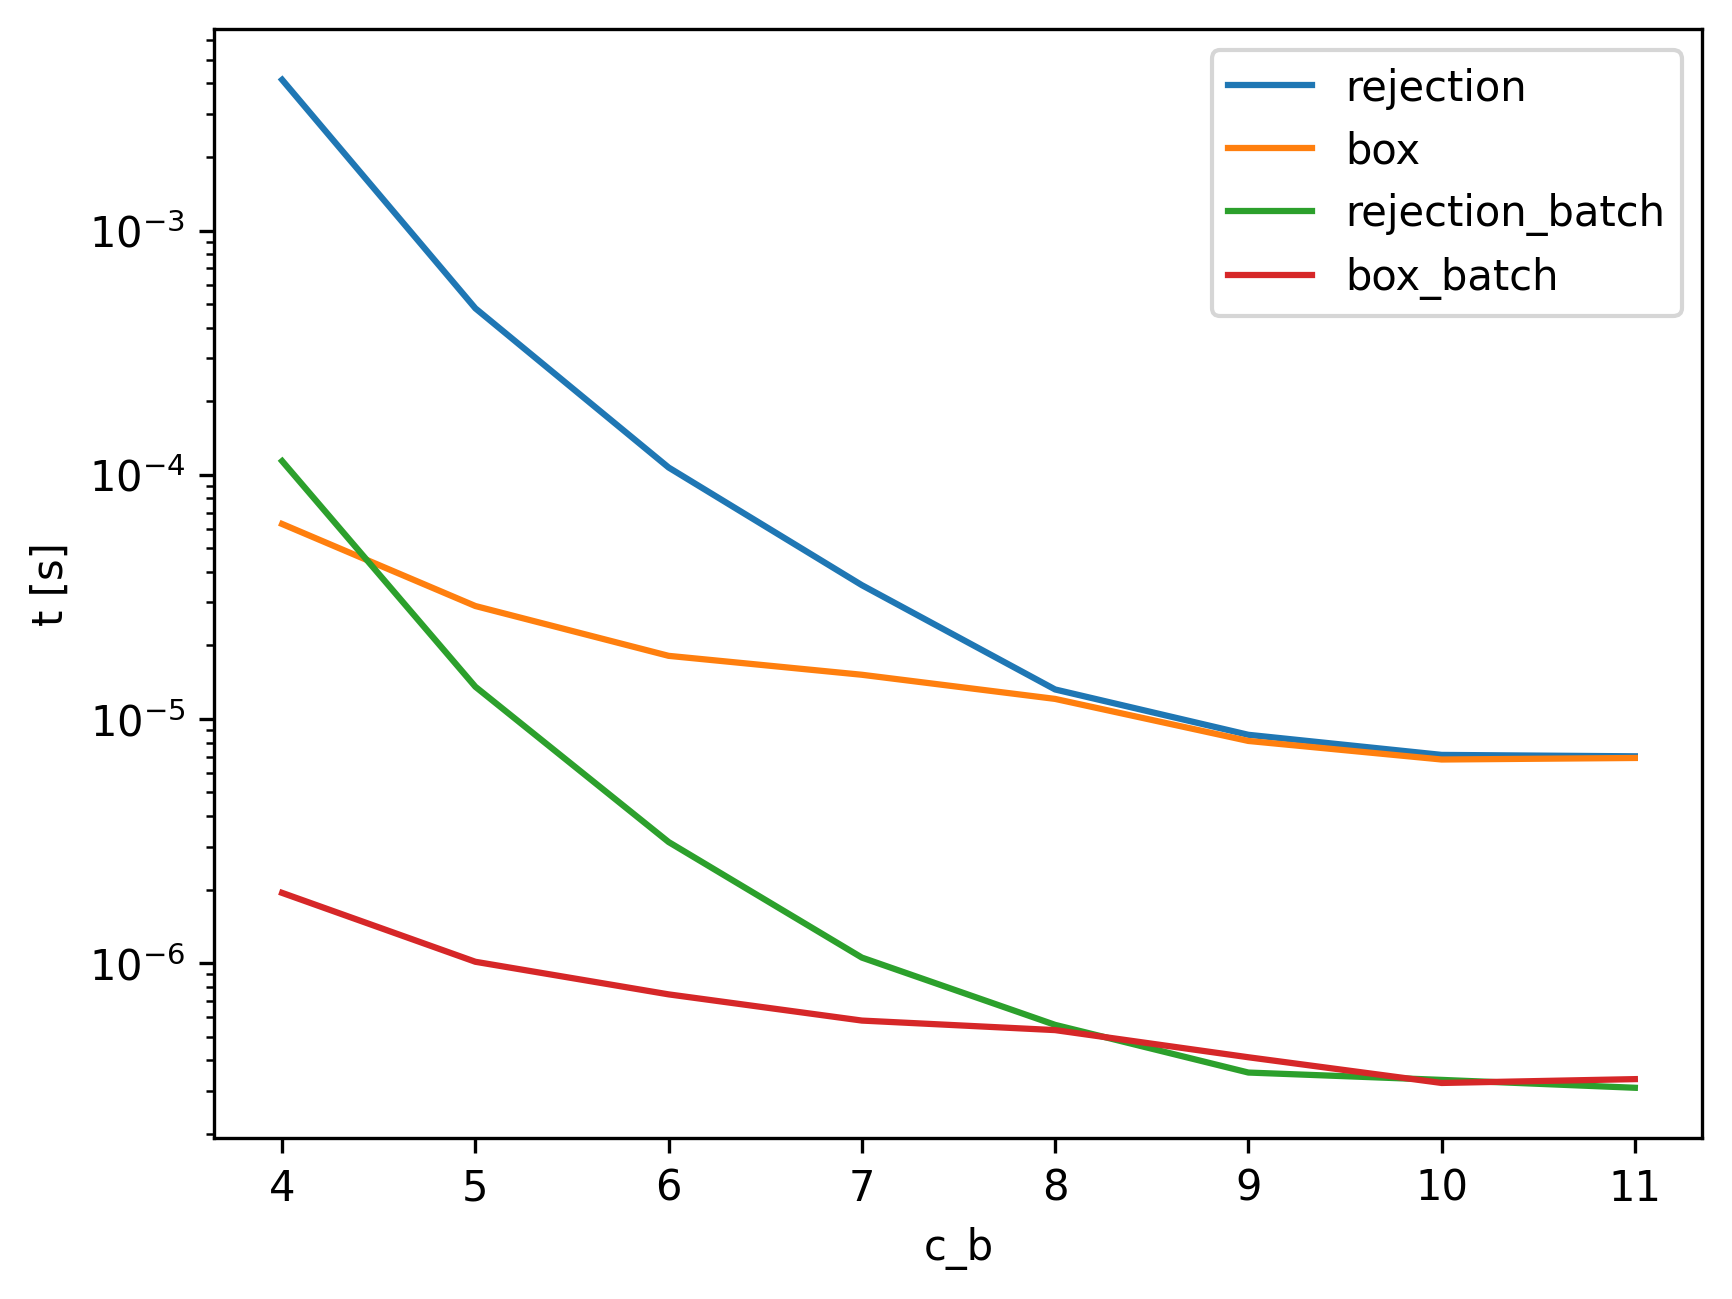 rejection
box
rejection_batch
box_batch
10⁻³
10⁻⁴
10⁻⁵
10⁻⁶
t [s]
4 5 6 7 8 9 10 11
c_b